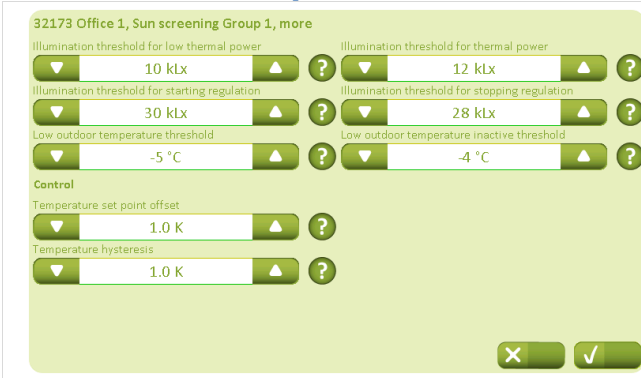 32173 Office 1, Sun screening Group 1, more
Illumination threshold for low thermal power Illumination threshold for thermal power
10 kLx ? 12 kLx ?
Illumination threshold for starting regulation Illumination threshold for stopping regulation
30 kLx ? 28 kLx ?
Low outdoor temperature threshold Low outdoor temperature inactive threshold
-5 °C ? -4 °C ?
Control
Temperature set point offset
1.0 K ?
Temperature hysteresis
1.0 K ?